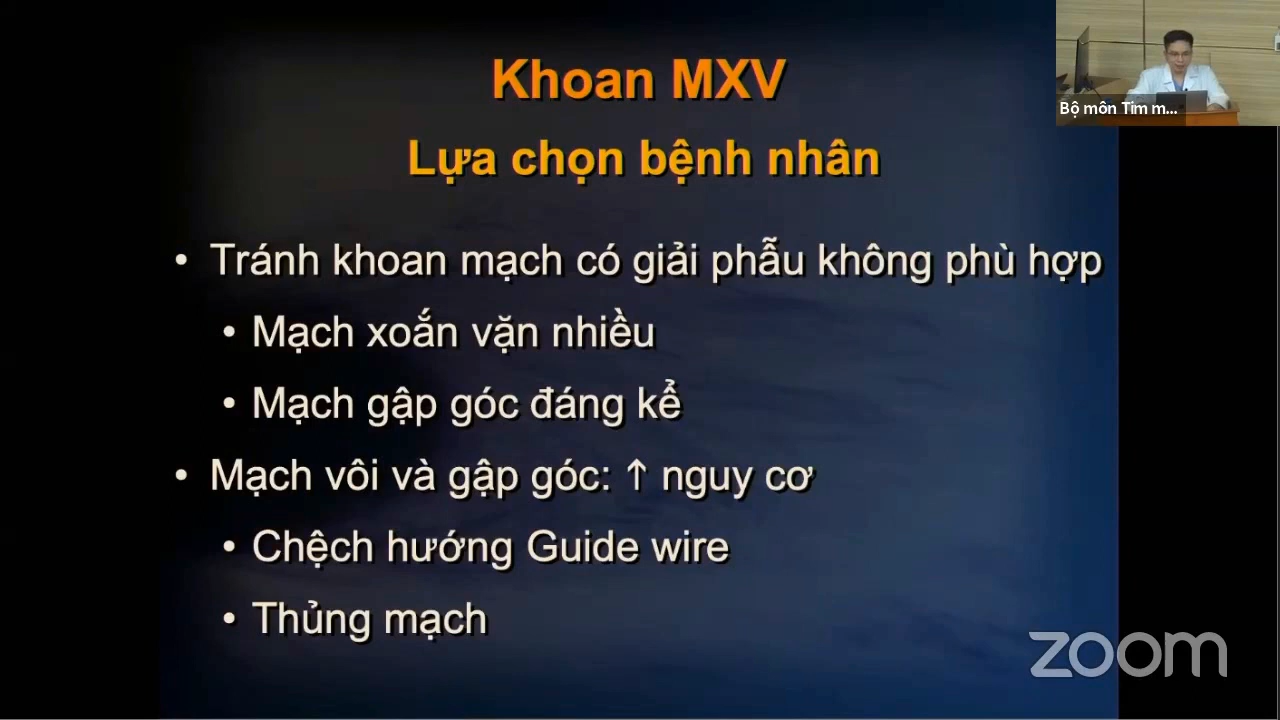 Khoan MXV
Lựa chọn bệnh nhân
• Tránh khoan mạch có giải phẫu không phù hợp
• Mạch xoắn vặn nhiều
• Mạch gập góc đáng kể
• Mạch vôi và gập góc: ↑ nguy cơ
• Chệch hướng Guide wire
• Thủng mạch
Bộ môn Tim m...
zoom